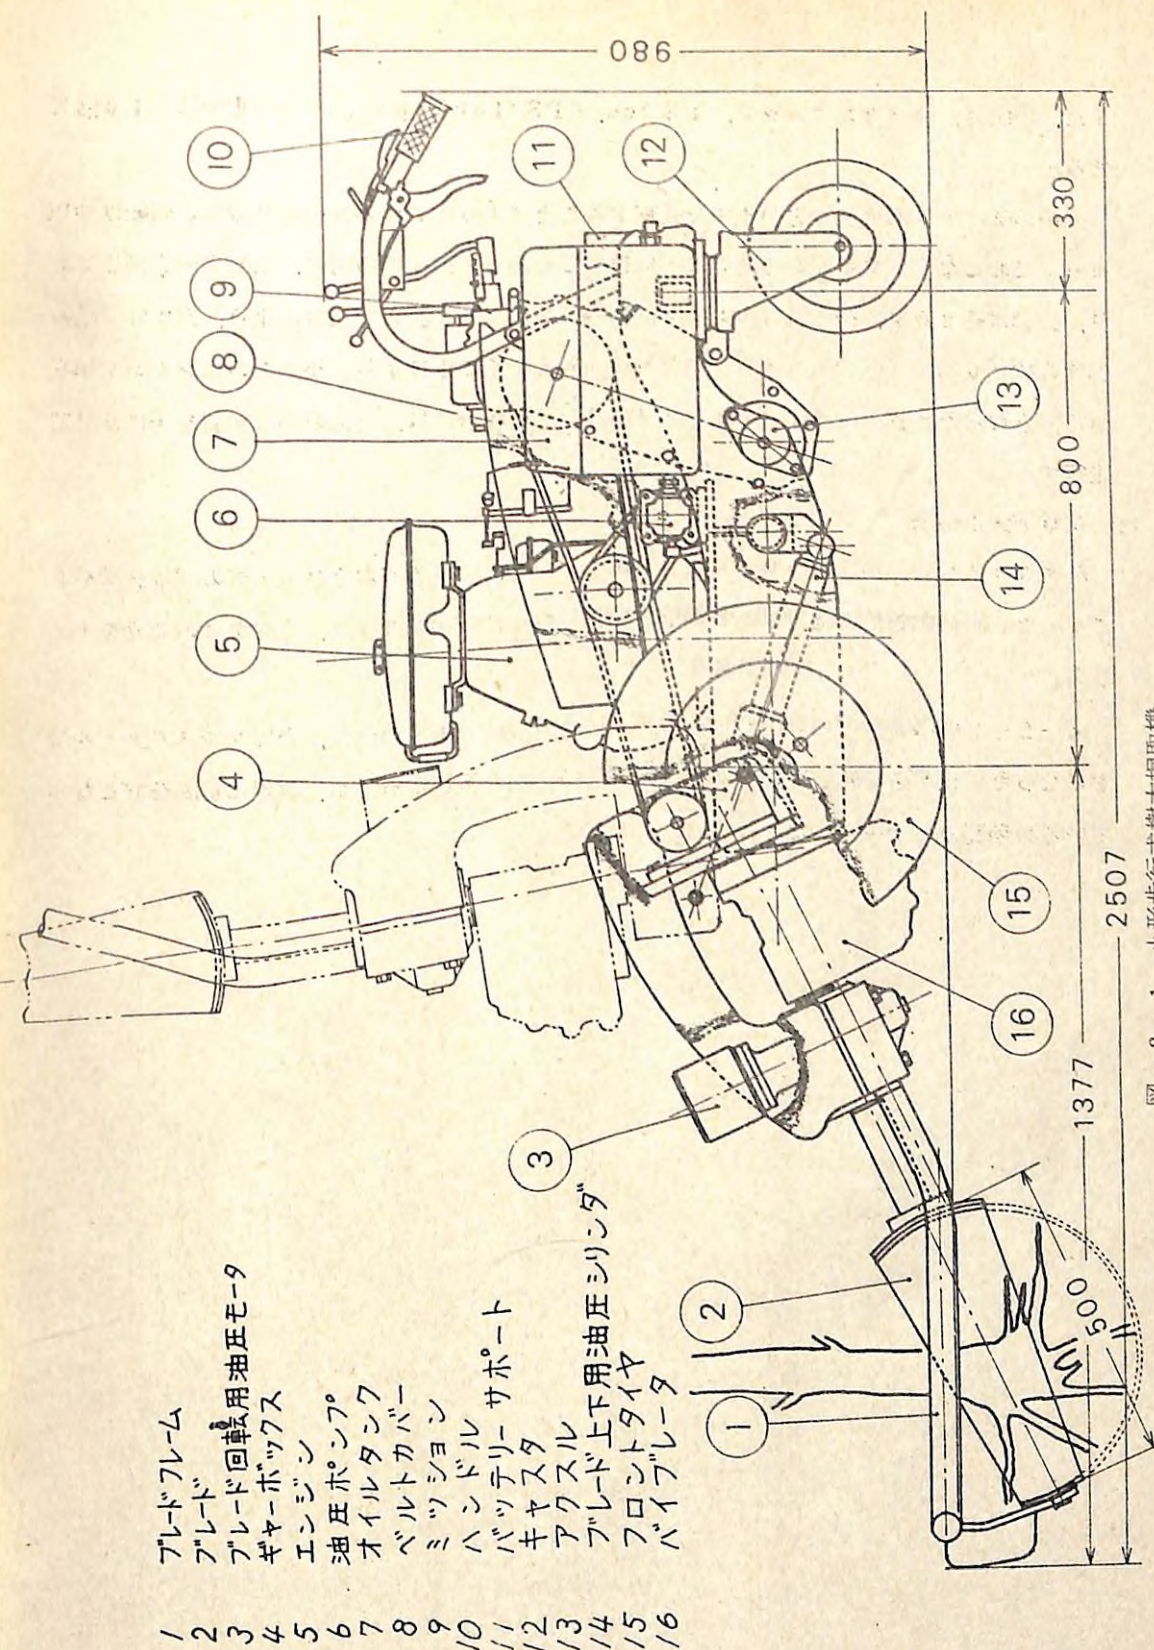 1 ブレードフレーム
2 ブレード
3 ブレード回転用油圧モータ
4 ギヤーボックス
5 エンジン
6 油圧ポンプ
7 オイルタンク
8 ベルトカバー
9 ミッション
10 ハンドル
11 バッテリーサポート
12 キャスタ
13 アクスル
14 ブレード上下用油圧シリンダ
15 フロントタイヤ
16 バイブレータ
1
2
3
4
5
6
7
8
9
10
11
12
13
14
15
16
980
330
800
1377
2507
500